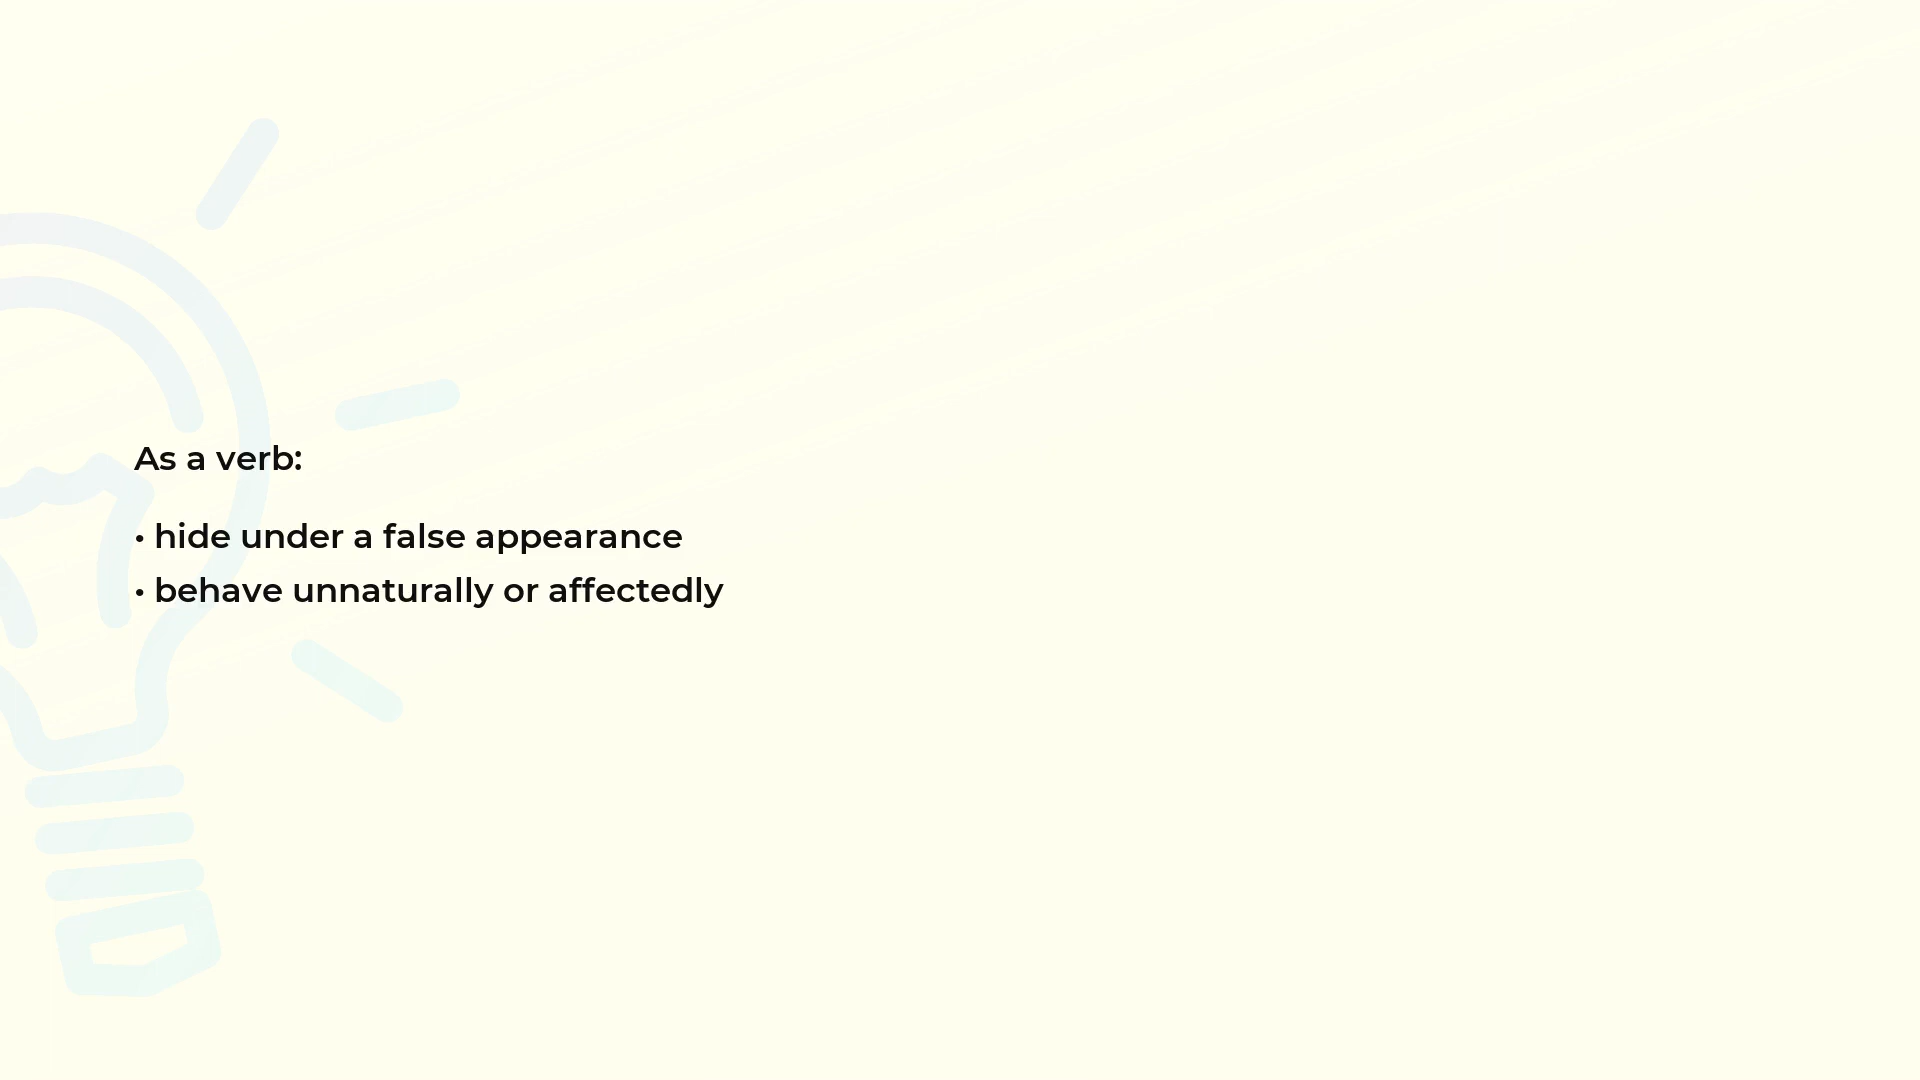 As a verb:
• hide under a false appearance
• behave unnaturally or affectedly